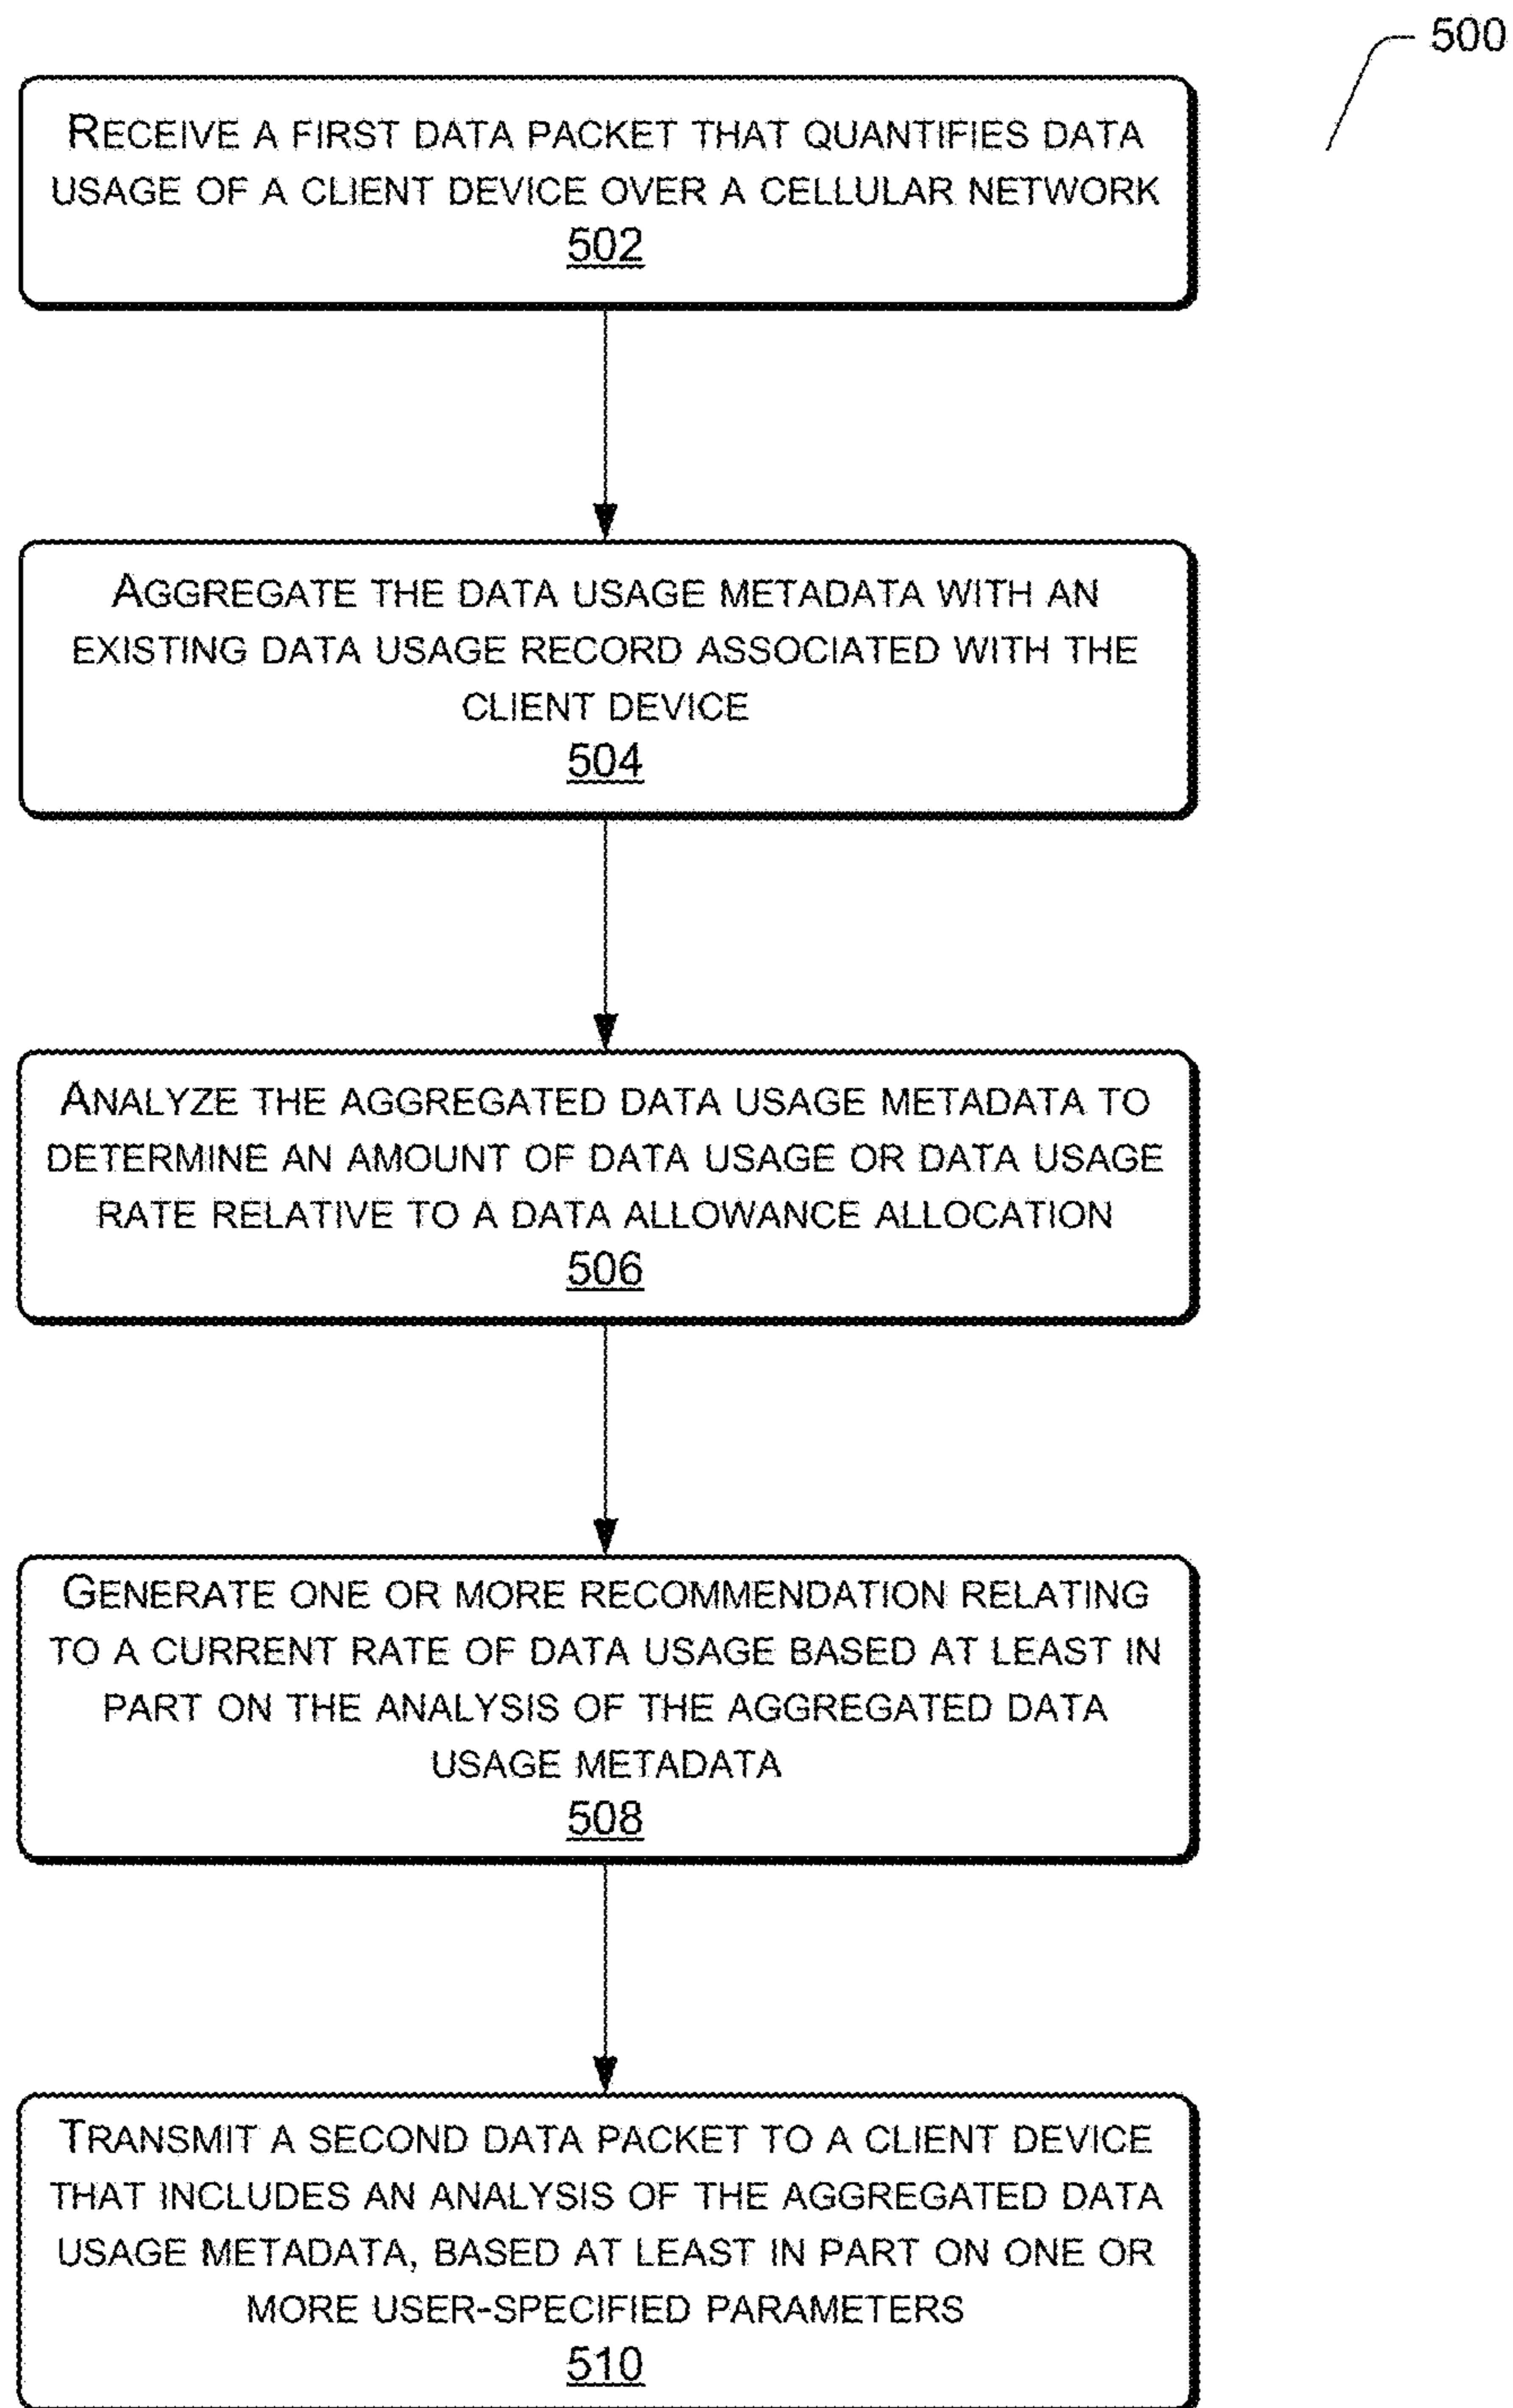 500
RECEIVE A FIRST DATA PACKET THAT QUANTIFIES DATA
USAGE OF A CLIENT DEVICE OVER A CELLULAR NETWORK
502
AGGREGATE THE DATA USAGE METADATA WITH AN
EXISTING DATA USAGE RECORD ASSOCIATED WITH THE
CLIENT DEVICE
504
ANALYZE THE AGGREGATED DATA USAGE METADATA TO
DETERMINE AN AMOUNT OF DATA USAGE OR DATA USAGE
RATE RELATIVE TO A DATA ALLOWANCE ALLOCATION
506
GENERATE ONE OR MORE RECOMMENDATION RELATING
TO A CURRENT RATE OF DATA USAGE BASED AT LEAST IN
PART ON THE ANALYSIS OF THE AGGREGATED DATA
USAGE METADATA
508
TRANSMIT A SECOND DATA PACKET TO A CLIENT DEVICE
THAT INCLUDES AN ANALYSIS OF THE AGGREGATED DATA
USAGE METADATA, BASED AT LEAST IN PART ON ONE OR
MORE USER-SPECIFIED PARAMETERS
510